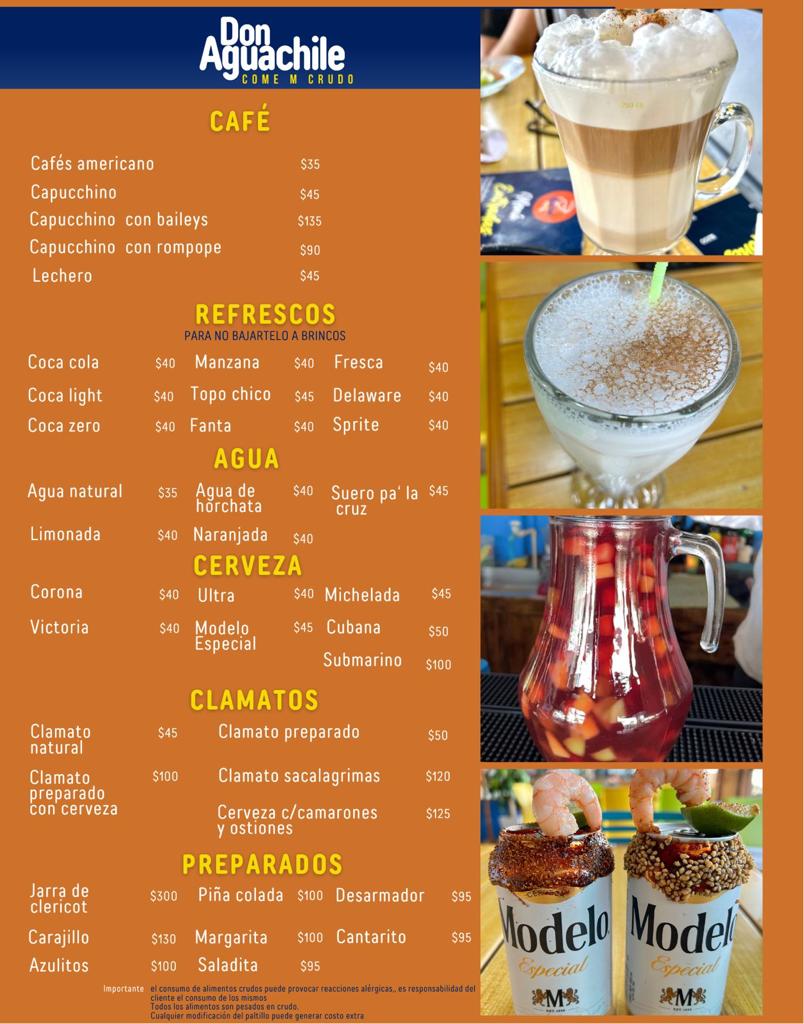 Don
Aguachile
COME M CRUDO
CAFÉ
Cafés americano $35
Capucchino $45
Capucchino con baileys $135
Capucchino con rompope $90
Lechero $45
REFRESCOS
PARA NO BAJARTELO A BRINCOS
Coca cola $40 Manzana $40 Fresca $40
Coca light $40 Topo chico $45 Delaware $40
Coca zero $40 Fanta $40 Sprite $40
AGUA
Agua natural $35 Agua de $40 Suero pa' la $45
horchata cruz
Limonada $40 Naranjada $40
CERVEZA
Corona $40 Ultra $40 Michelada $45
Victoria $40 Modelo $45 Cubana $50
Especial
Submarino $100
CLAMATOS
Clamato $45 Clamato preparado $50
natural
Clamato $100 Clamato sacalagrimas $120
preparado
con cerveza Cerveza c/camarones $125
y ostiones
PREPARADOS
Jarra de $300 Piña colada $100 Desarmador $95
clericot
Carajillo $130 Margarita $100 Cantarito $95
Azulitos $100 Saladita $95
Importante el consumo de alimentos crudos puede provocar reacciones alérgicas,, es responsabilidad del
cliente el consumo de los mismos
Todos los alimentos son pesados en crudo.
Cualquier modificación del paltillo puede generar costo extra
Modelo
Especial
M
Model
Especial
M